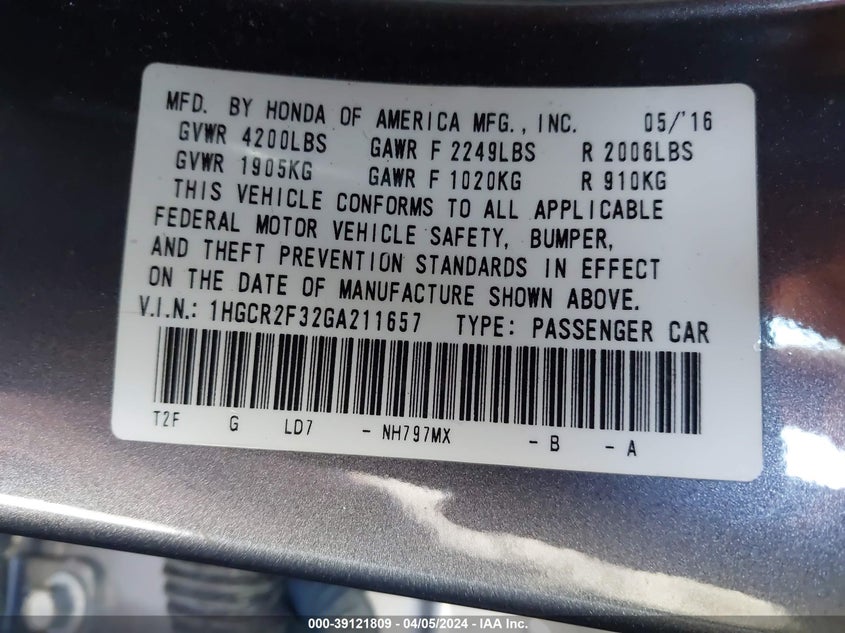 MFD. BY HONDA OF AMERICA MFG., INC. 05/'16
GVWR 4200LBS GAWR F 2249LBS R 2006LBS
GVWR 1905KG GAWR F 1020KG R 910KG
THIS VEHICLE CONFORMS TO ALL APPLICABLE
FEDERAL MOTOR VEHICLE SAFETY, BUMPER,
AND THEFT PREVENTION STANDARDS IN EFFECT
ON THE DATE OF MANUFACTURE SHOWN ABOVE.
V.I.N.: 1HGCR2F32GA211657 TYPE: PASSENGER CAR
T2F G LD7 - NH797MX - B - A
000-39121809 - 04/05/2024 - IAA Inc.